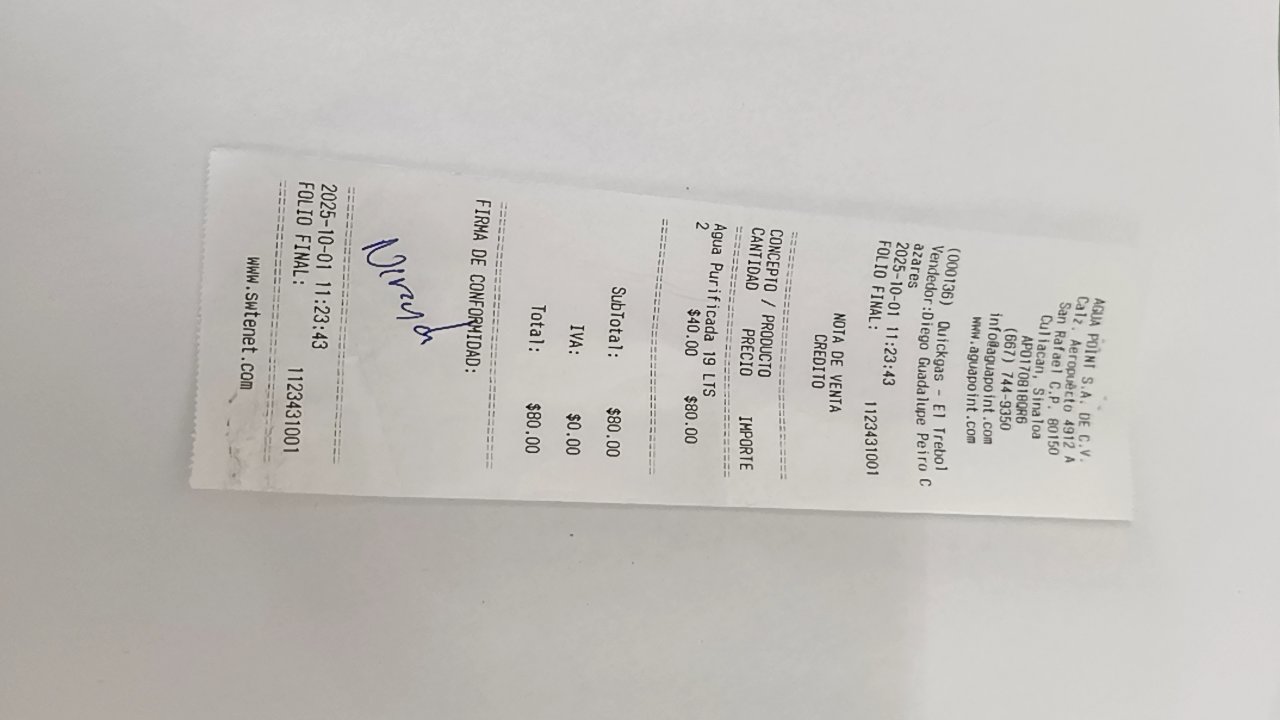 AGUA POINT S.A. DE C.V.
Calz. Aeropuecto 4912 A
San Rafael C.P. 80150
Culiacan, Sinaloa
APO170818QR6
(667) 744-9350
info@aguapoint.com
www.aguapoint.com
(000136) Quickgas - El Trebol
Vendedor:Diego Guadalupe Peiro C
azares
2025-10-01 11:23:43
FOLIO FINAL: 1123431001
NOTA DE VENTA
CREDITO
CONCEPTO / PRODUCTO
CANTIDAD PRECIO IMPORTE
Agua Purificada 19 LTS
2 $40.00 $80.00
SubTotal: $80.00
IVA: $0.00
Total: $80.00
FIRMA DE CONFORMIDAD:
2025-10-01 11:23:43
FOLIO FINAL: 1123431001
www.swtenet.com